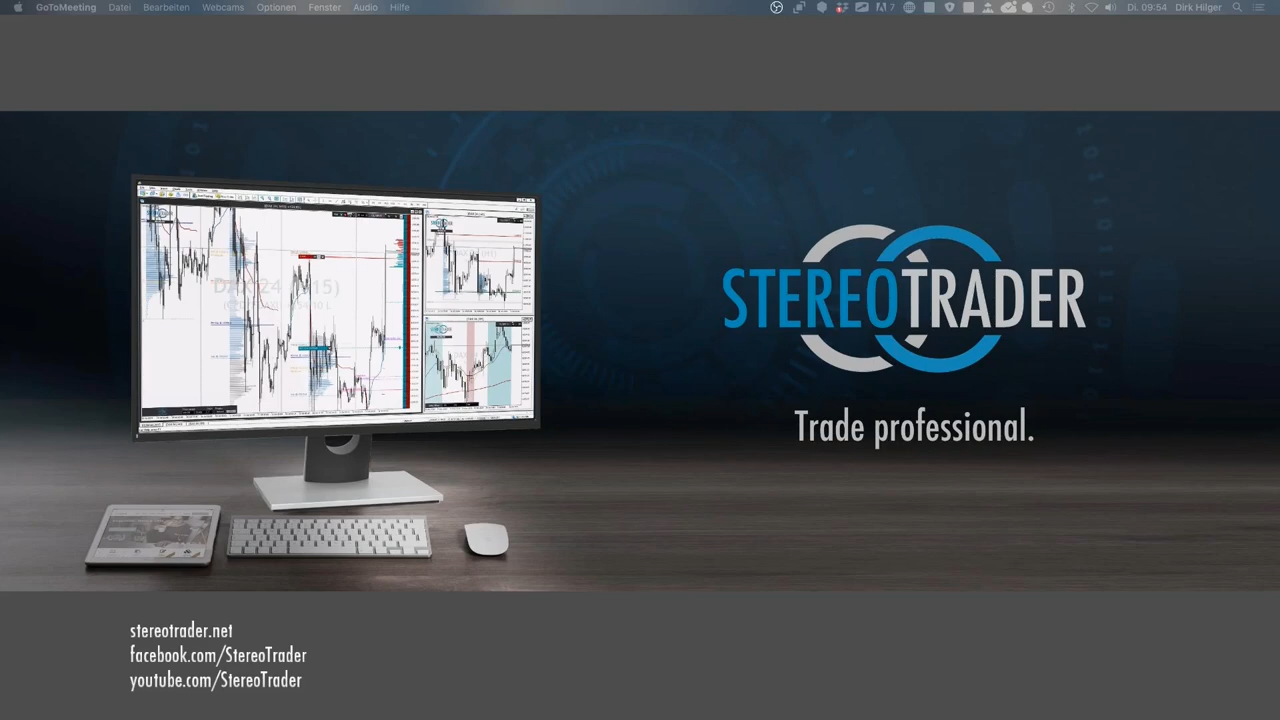 GoToMeeting Datei Bearbeiten Webcams Optionen Fenster Audio Hilfe 7 Di. 09:54 Dirk Hilger
STEREOTRADER
Trade professional.
stereotrader.net
facebook.com/StereoTrader
youtube.com/StereoTrader